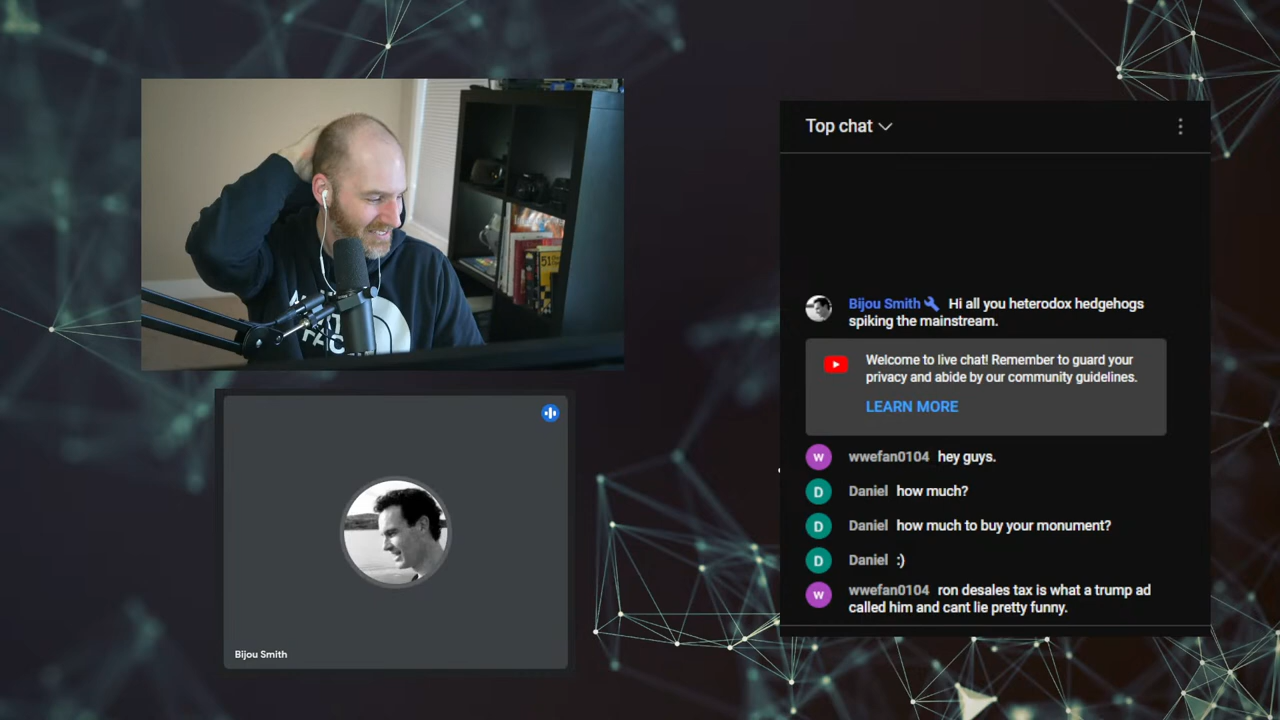 Top chat
Bijou Smith Hi all you heterodox hedgehogs
spiking the mainstream.
Welcome to live chat! Remember to guard your
privacy and abide by our community guidelines.
LEARN MORE
W wwefan0104 hey guys.
D Daniel how much?
D Daniel how much to buy your monument?
D Daniel :)
W wwefan0104 ron desales tax is what a trump ad
called him and cant lie pretty funny.
51
Bijou Smith